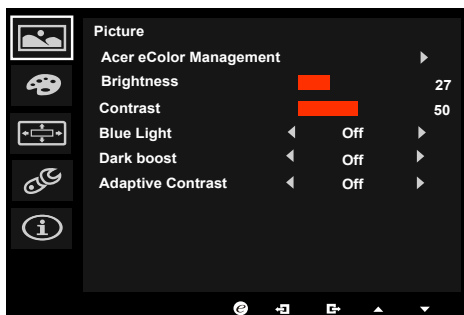 Picture
Acer eColor Management
Brightness 27
Contrast 50
Blue Light Off
Dark boost Off
Adaptive Contrast Off